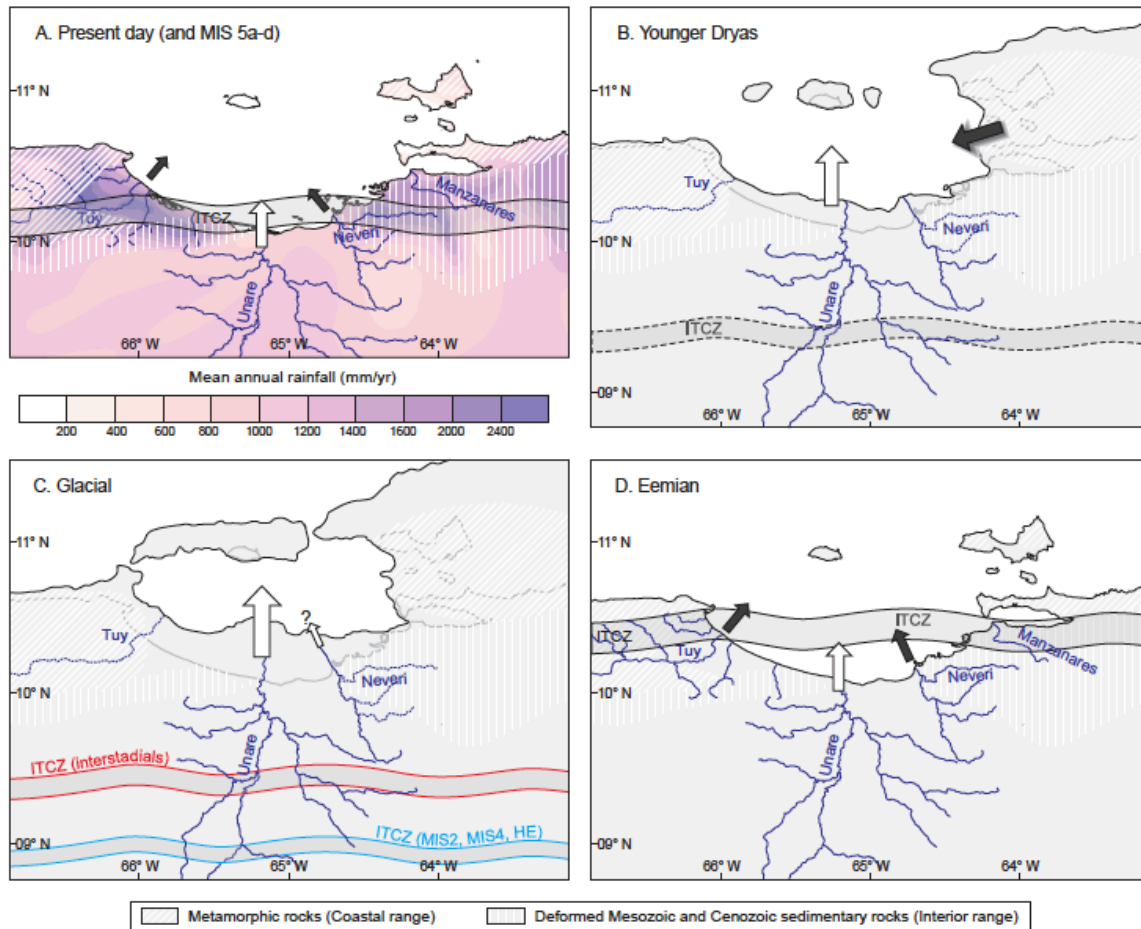 A. Present day (and MIS 5a-d)
11° N
10° N
Tuy
ITCZ
Manzanares
Neveri
Unare
66° W
65° W
64° W
Mean annual rainfall (mm/yr)
200 400 600 800 1000 1200 1400 1600 2000 2400
B. Younger Dryas
11° N
10° N
09° N
Tuy
Neveri
Unare
ITCZ
66° W
65° W
64° W
C. Glacial
11° N
10° N
09° N
?
Tuy
Neveri
Unare
ITCZ (interstadials)
ITCZ (MIS2, MIS4, HE)
66° W
65° W
64° W
D. Eemian
11° N
10° N
09° N
ITCZ
ITCZ
Tuy
Manzanares
Neveri
Unare
66° W
65° W
64° W
Metamorphic rocks (Coastal range)
Deformed Mesozoic and Cenozoic sedimentary rocks (Interior range)